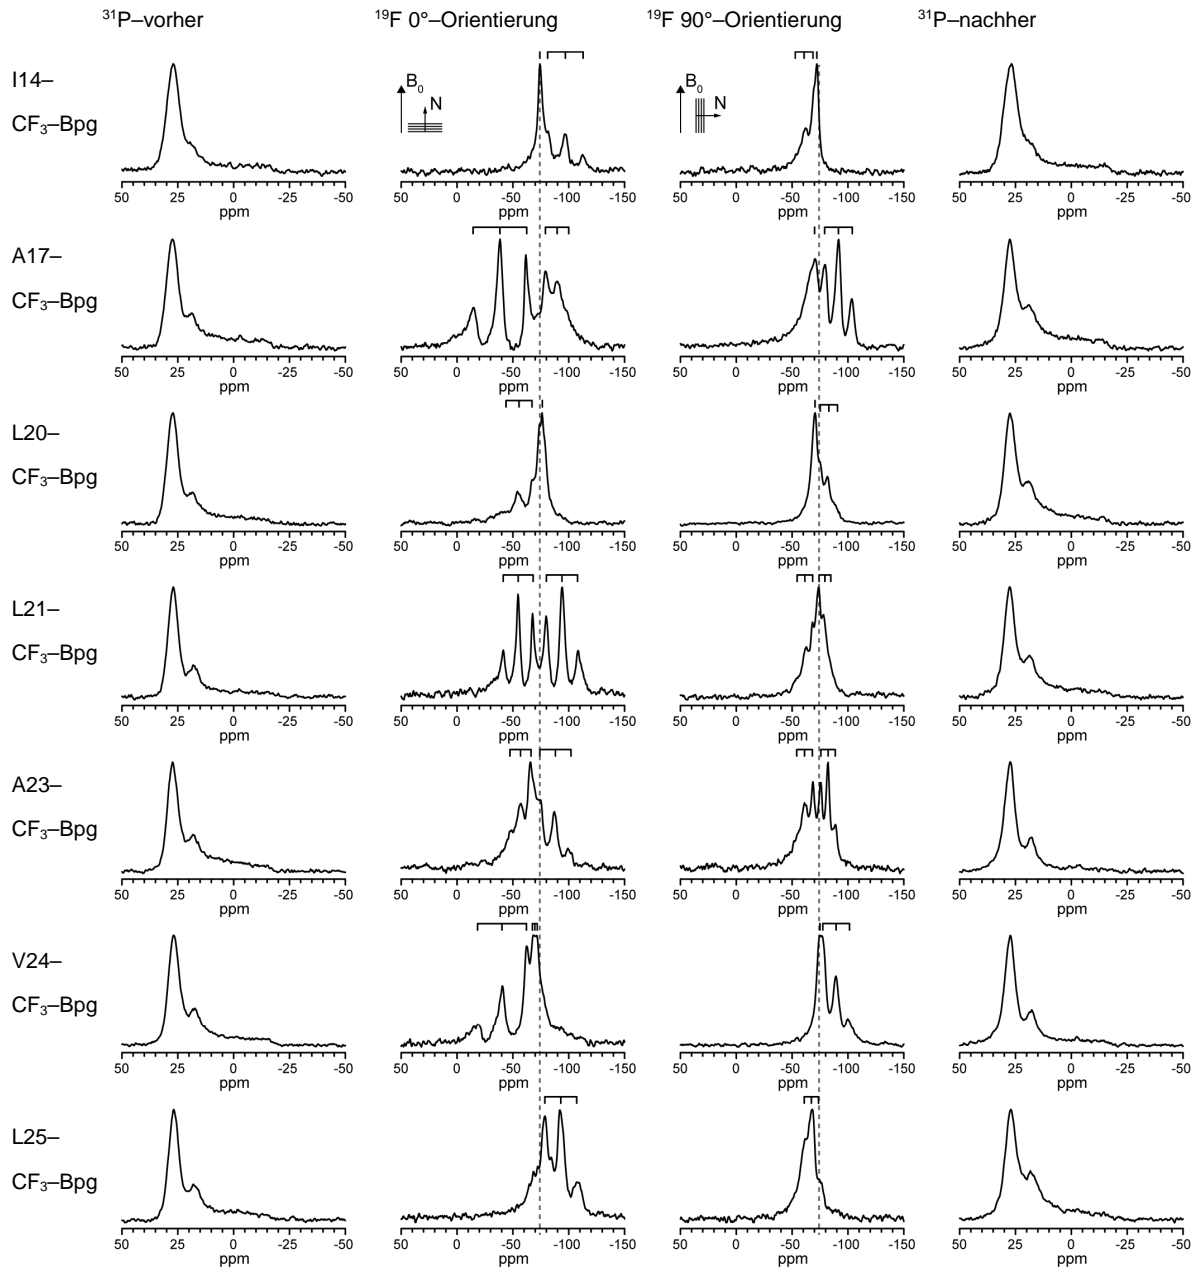 ³¹P–vorher ¹⁹F 0°–Orientierung ¹⁹F 90°–Orientierung ³¹P–nachher
I14–
CF₃–Bpg
B₀
N
B₀
N
50 25 0 -25 -50 50 0 -50 -100 -150 50 0 -50 -100 -150 50 25 0 -25 -50
ppm ppm ppm ppm
A17–
CF₃–Bpg
50 25 0 -25 -50 50 0 -50 -100 -150 50 0 -50 -100 -150 50 25 0 -25 -50
ppm ppm ppm ppm
L20–
CF₃–Bpg
50 25 0 -25 -50 50 0 -50 -100 -150 50 0 -50 -100 -150 50 25 0 -25 -50
ppm ppm ppm ppm
L21–
CF₃–Bpg
50 25 0 -25 -50 50 0 -50 -100 -150 50 0 -50 -100 -150 50 25 0 -25 -50
ppm ppm ppm ppm
A23–
CF₃–Bpg
50 25 0 -25 -50 50 0 -50 -100 -150 50 0 -50 -100 -150 50 25 0 -25 -50
ppm ppm ppm ppm
V24–
CF₃–Bpg
50 25 0 -25 -50 50 0 -50 -100 -150 50 0 -50 -100 -150 50 25 0 -25 -50
ppm ppm ppm ppm
L25–
CF₃–Bpg
50 25 0 -25 -50 50 0 -50 -100 -150 50 0 -50 -100 -150 50 25 0 -25 -50
ppm ppm ppm ppm